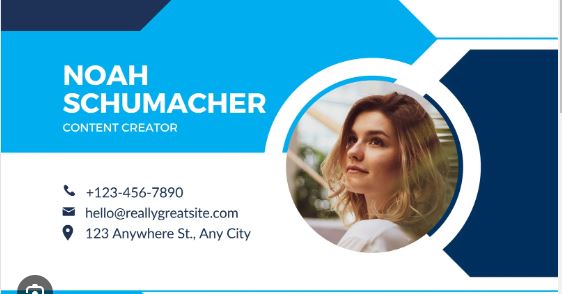 NOAH
SCHUMACHER
CONTENT CREATOR
+123-456-7890
hello@reallygreatsite.com
123 Anywhere St., Any City